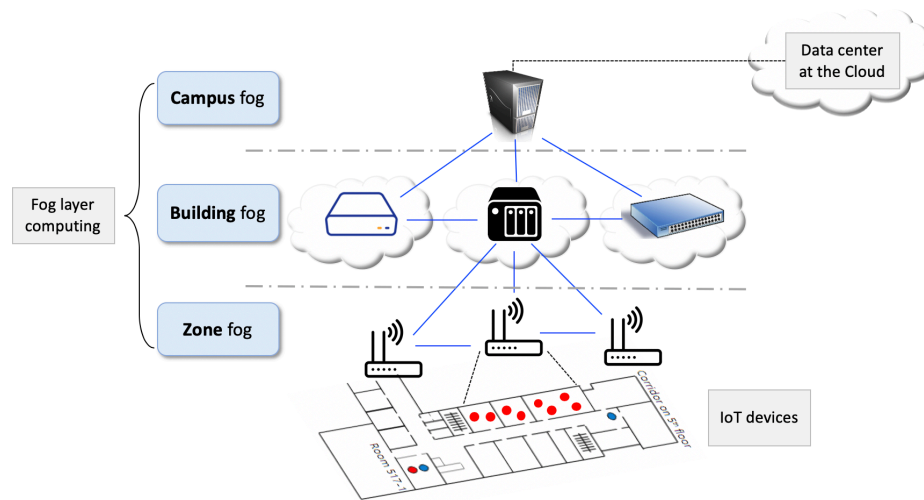 Data center
at the Cloud
Campus fog
Fog layer
computing
Building fog
Zone fog
IoT devices
Corridor on 5th floor
Room 517-1